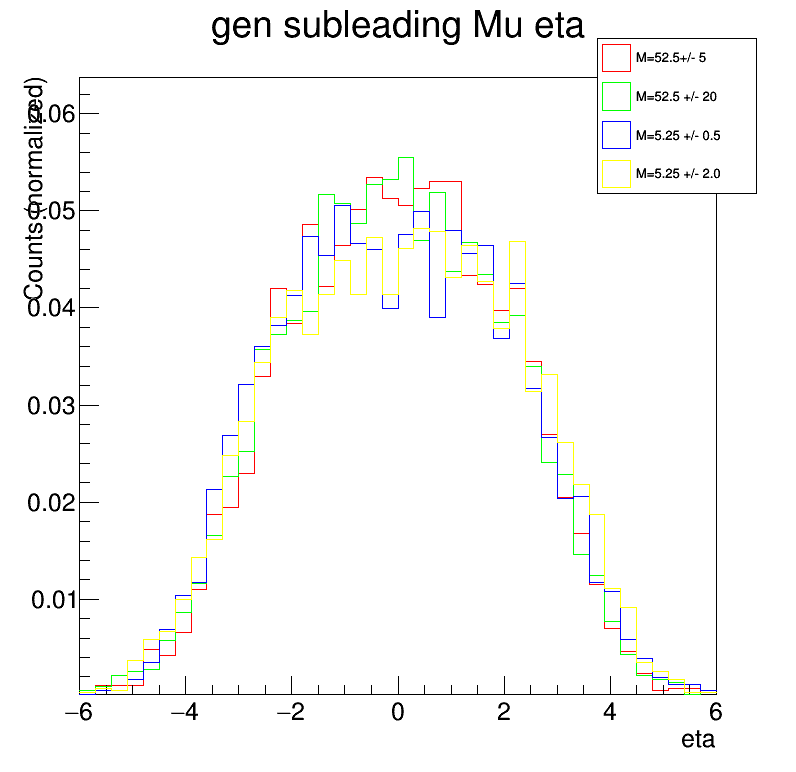 gen subleading Mu eta
M=52.5+/- 5
M=52.5 +/- 20
M=5.25 +/- 0.5
M=5.25 +/- 2.0
Counts (normalized)
0.06
0.05
0.04
0.03
0.02
0.01
−6 −4 −2 0 2 4 6
eta